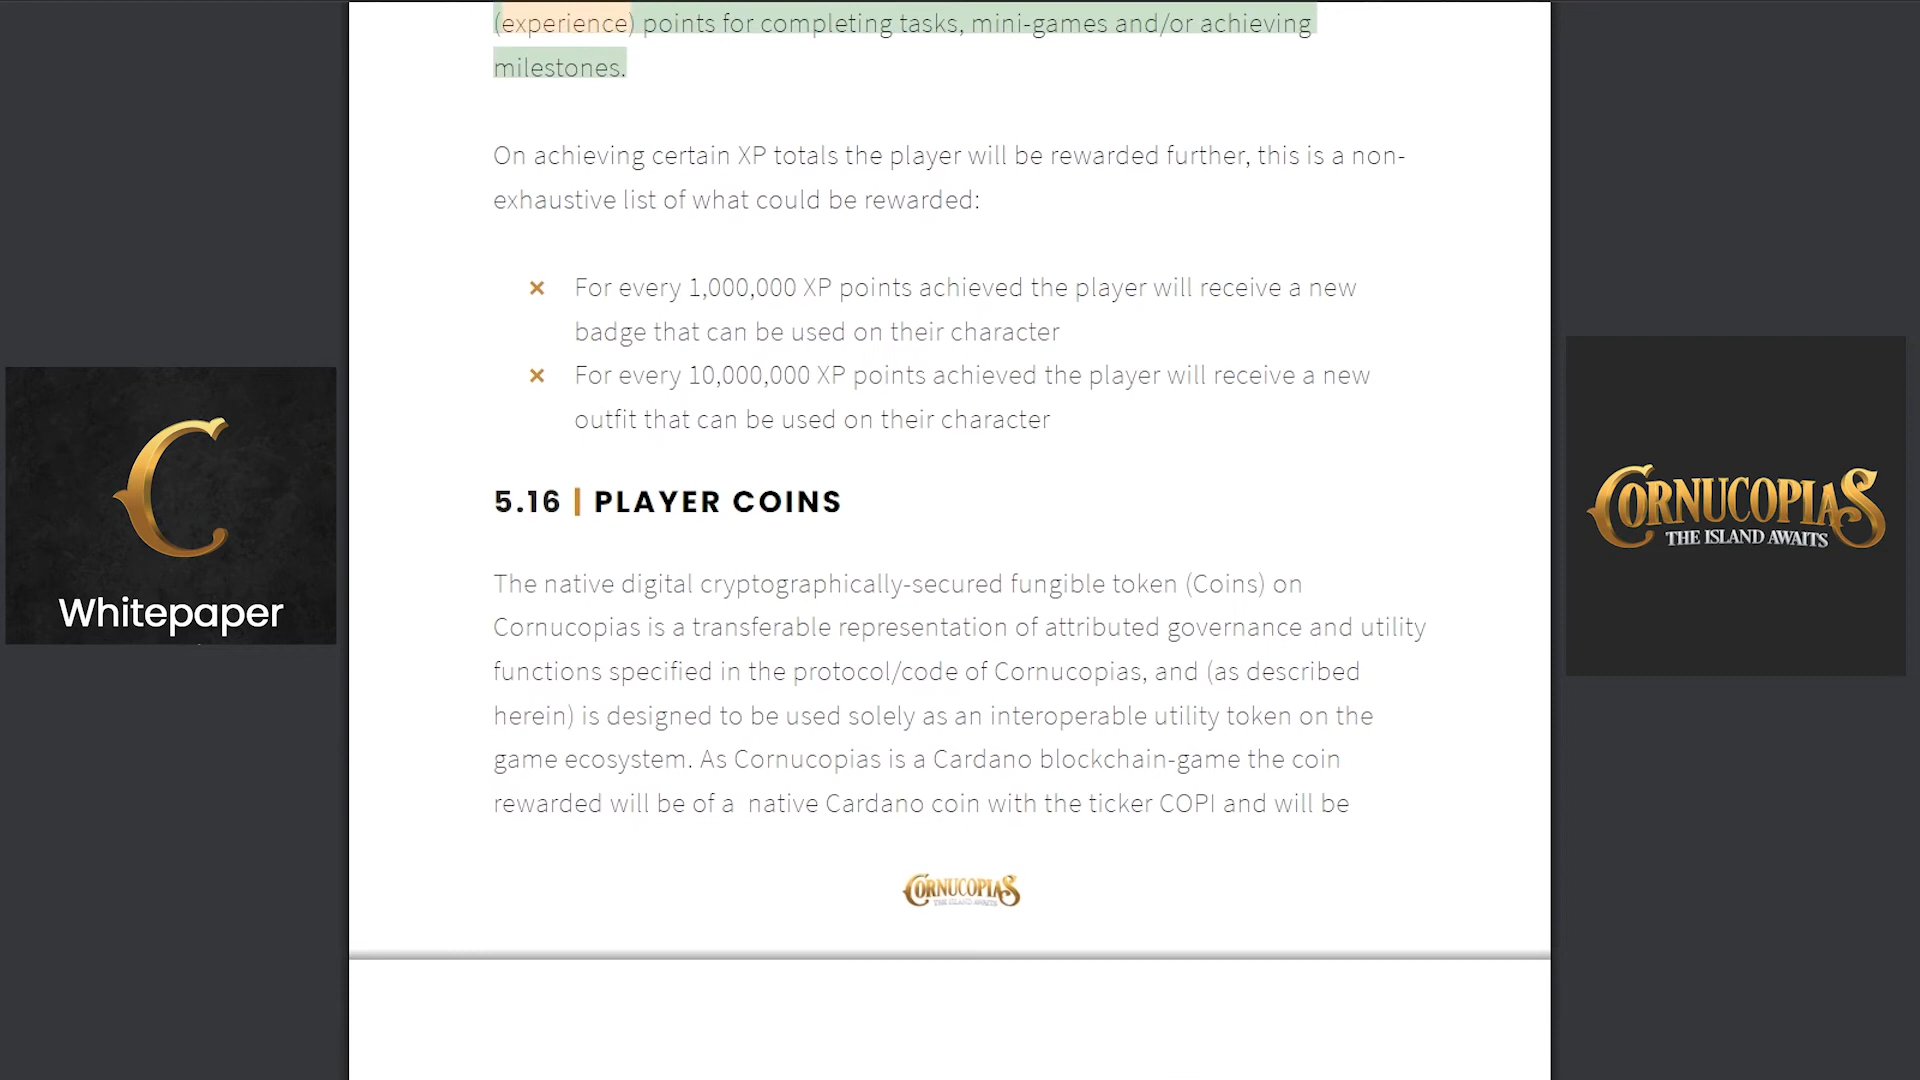 (experience) points for completing tasks, mini-games and/or achieving
milestones.
On achieving certain XP totals the player will be rewarded further, this is a non-
exhaustive list of what could be rewarded:
× For every 1,000,000 XP points achieved the player will receive a new
badge that can be used on their character
× For every 10,000,000 XP points achieved the player will receive a new
outfit that can be used on their character
5.16 | PLAYER COINS
The native digital cryptographically-secured fungible token (Coins) on
Cornucopias is a transferable representation of attributed governance and utility
functions specified in the protocol/code of Cornucopias, and (as described
herein) is designed to be used solely as an interoperable utility token on the
game ecosystem. As Cornucopias is a Cardano blockchain-game the coin
rewarded will be of a native Cardano coin with the ticker COPI and will be
CORNUCOPIAS
THE ISLAND AWAITS
C
Whitepaper
CORNUCOPIAS
THE ISLAND AWAITS